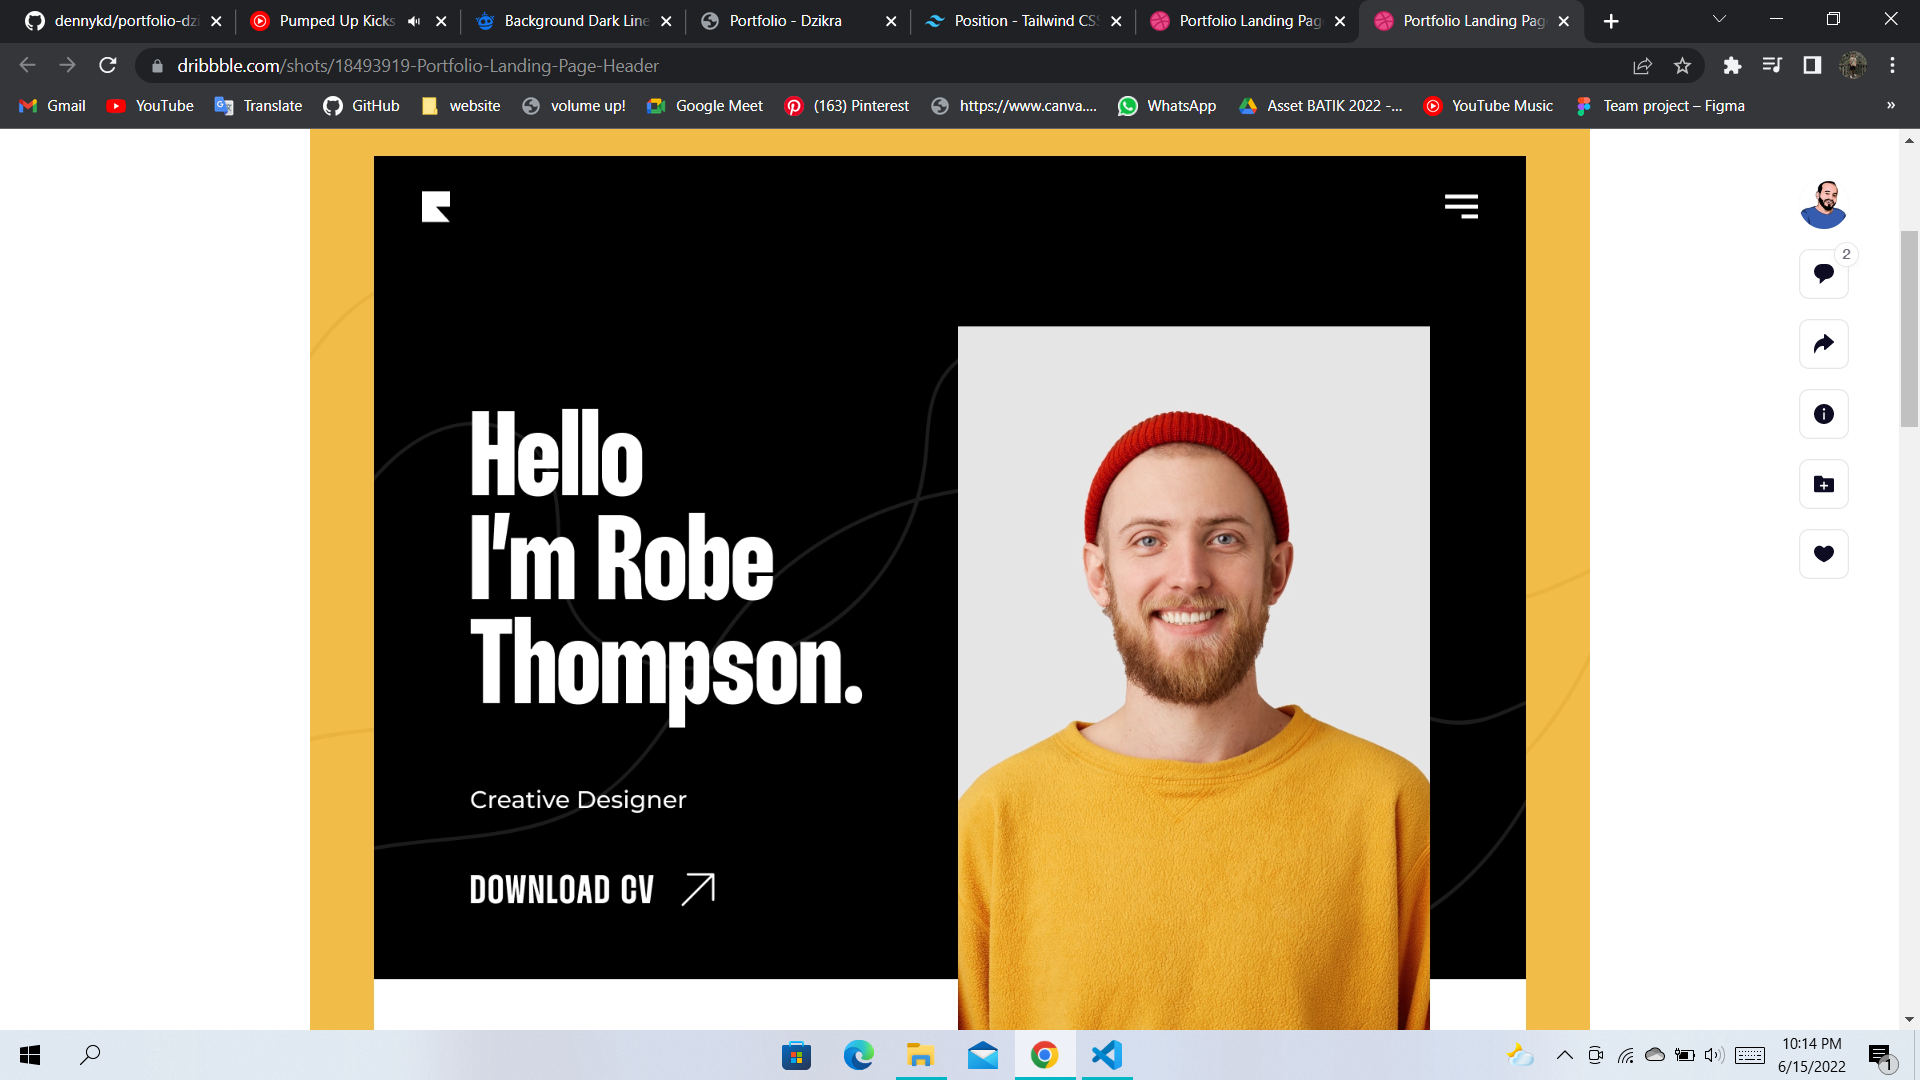 dennykd/portfolio-dzi
Pumped Up Kicks
Background Dark Line
Portfolio - Dzikra
Position - Tailwind CSS
Portfolio Landing Pag
Portfolio Landing Pag
dribbble.com/shots/18493919-Portfolio-Landing-Page-Header
Gmail
YouTube
Translate
GitHub
website
volume up!
Google Meet
(163) Pinterest
https://www.canva....
WhatsApp
Asset BATIK 2022 -...
YouTube Music
Team project – Figma
»
2
Hello
I'm Robe
Thompson.
Creative Designer
DOWNLOAD CV
10:14 PM
6/15/2022
1